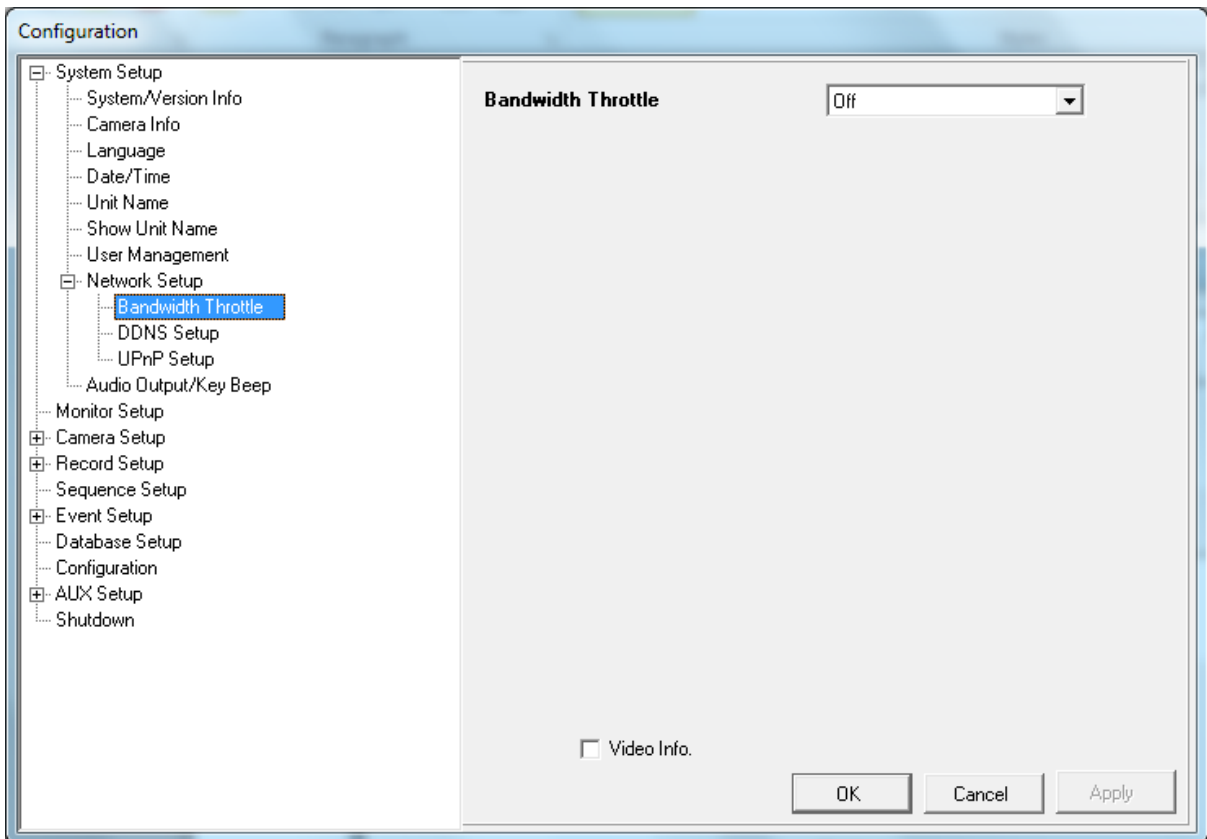 Configuration
System Setup
System/Version Info
Camera Info
Language
Date/Time
Unit Name
Show Unit Name
User Management
Network Setup
Bandwidth Throttle
DDNS Setup
UPnP Setup
Audio Output/Key Beep
Monitor Setup
Camera Setup
Record Setup
Sequence Setup
Event Setup
Database Setup
Configuration
AUX Setup
Shutdown
Bandwidth Throttle Off
Video Info.
OK Cancel Apply